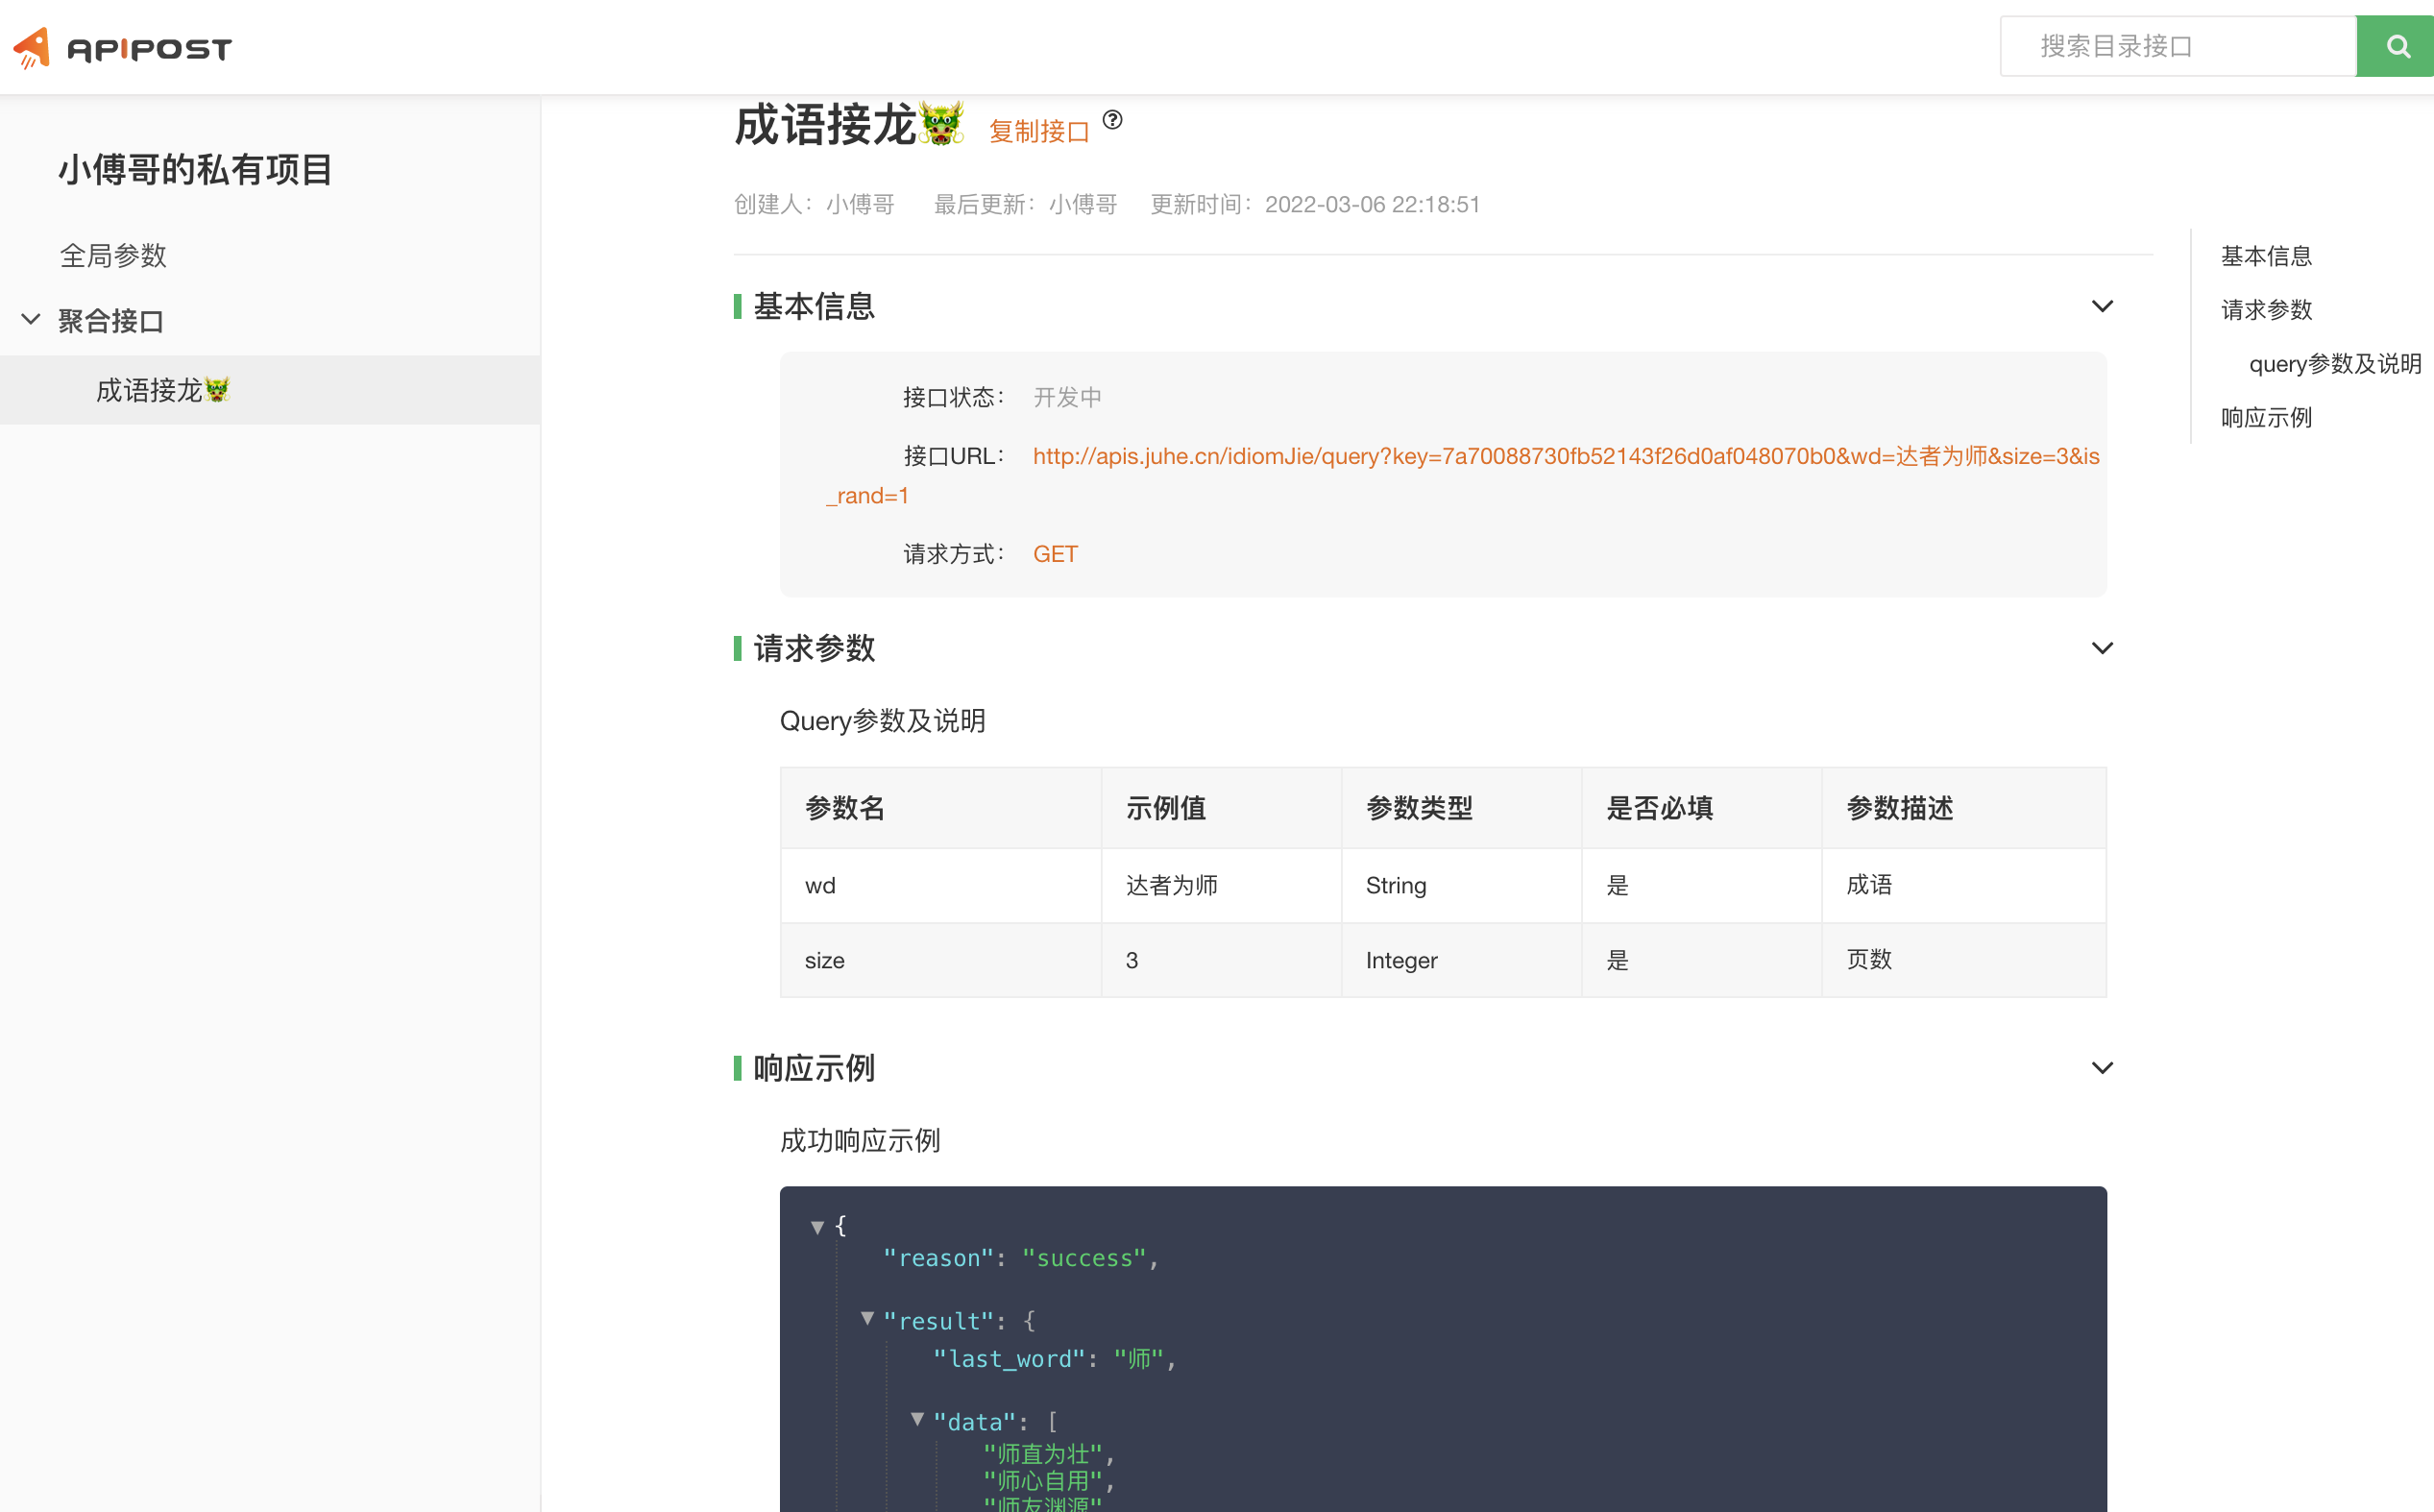 APIPOST
搜索目录接口
小傅哥的私有项目
全局参数
聚合接口
成语接龙🐲
成语接龙🐲 复制接口 ?
创建人：小傅哥 最后更新：小傅哥 更新时间：2022-03-06 22:18:51
基本信息
接口状态： 开发中
接口URL： http://apis.juhe.cn/idiomJie/query?key=7a70088730fb52143f26d0af048070b0&wd=达者为师&size=3&is
_rand=1
请求方式： GET
请求参数
Query参数及说明
参数名 示例值 参数类型 是否必填 参数描述
wd 达者为师 String 是 成语
size 3 Integer 是 页数
响应示例
成功响应示例
{
"reason": "success",
"result": {
"last_word": "师",
"data": [
"师直为壮",
"师心自用",
"师友渊源"
基本信息
请求参数
query参数及说明
响应示例